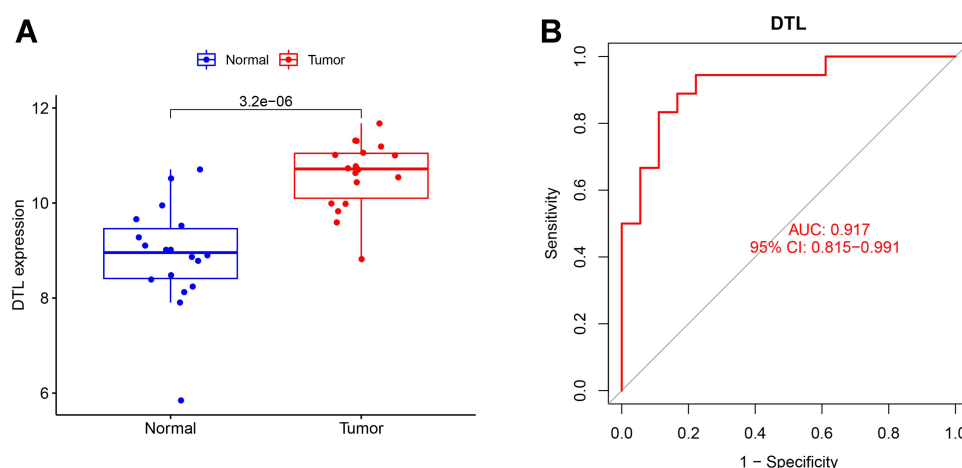 A
Normal Tumor
3.2e−06
DTL expression
12
10
8
6
Normal Tumor
B
DTL
Sensitivity
1.0
0.8
0.6
0.4
0.2
0.0
AUC: 0.917
95% CI: 0.815−0.991
0.0 0.2 0.4 0.6 0.8 1.0
1 − Specificity